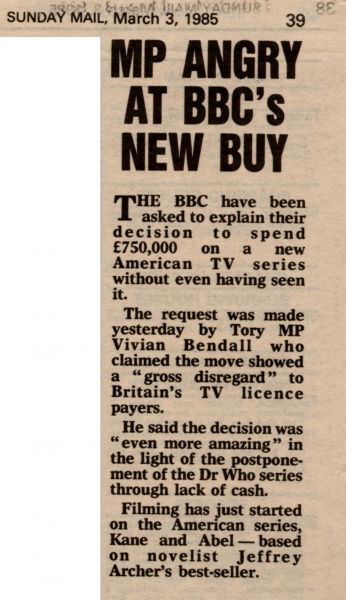 SUNDAY MAIL, March 3, 1985 39
MP ANGRY
AT BBC's
NEW BUY
THE BBC have been
asked to explain their
decision to spend
£750,000 on a new
American TV series
without even having seen
it.
The request was made
yesterday by Tory MP
Vivian Bendall who
claimed the move showed
a "gross disregard" to
Britain's TV licence
payers.
He said the decision was
"even more amazing" in
the light of the postpone-
ment of the Dr Who series
through lack of cash.
Filming has just started
on the American series,
Kane and Abel — based
on novelist Jeffrey
Archer's best-seller.